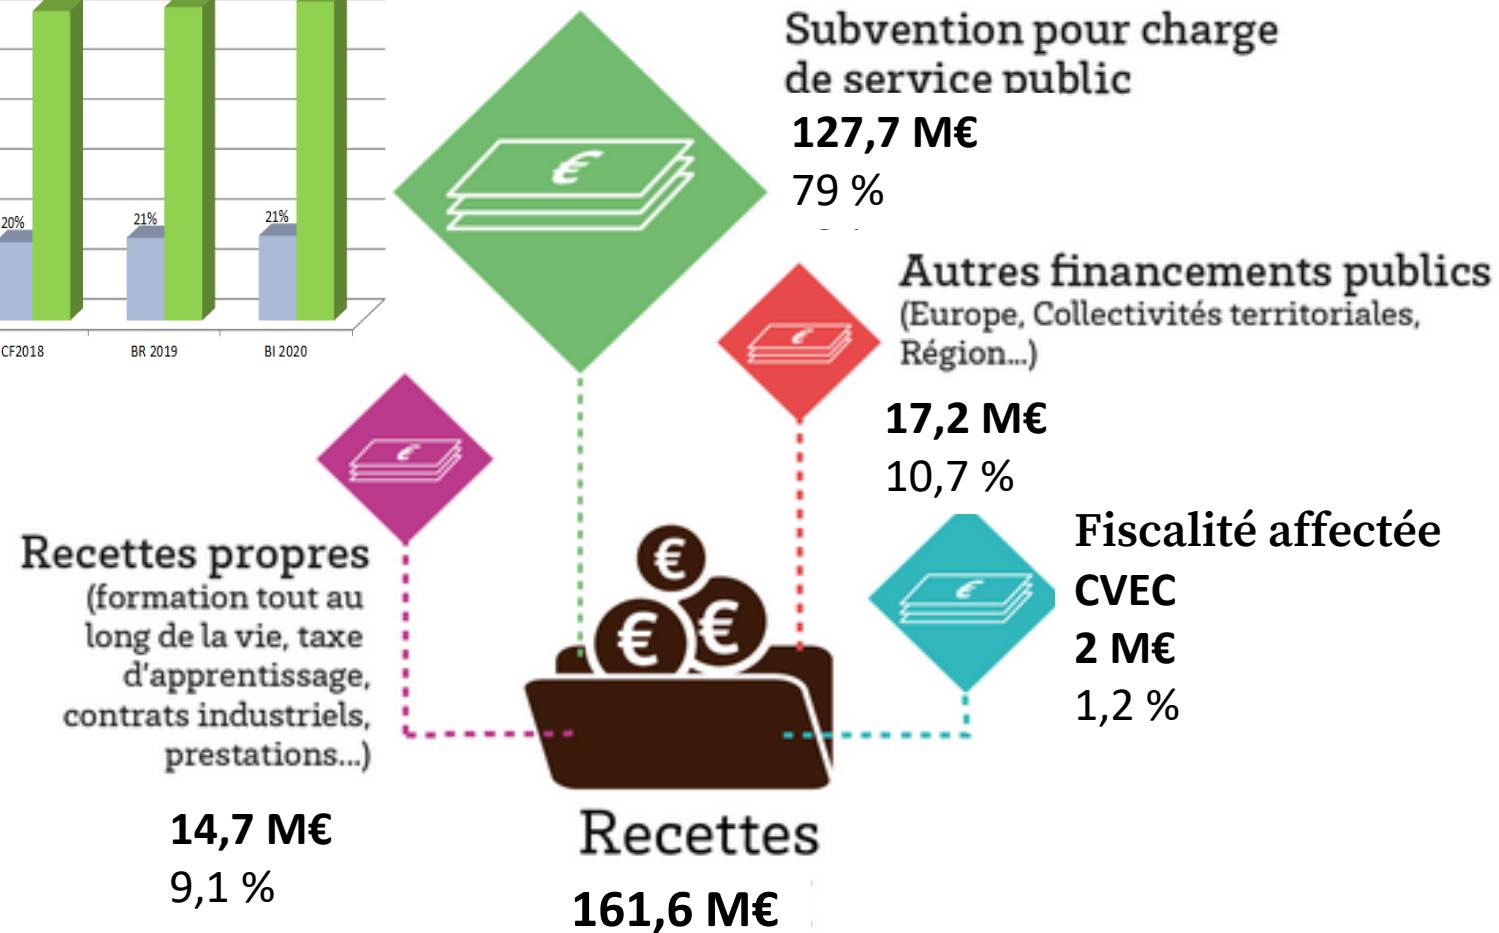 20%
21%
21%
CF2018
BR 2019
BI 2020
Subvention pour charge
de service public
127,7 M€
79 %
Autres financements publics
(Europe, Collectivités territoriales,
Région...)
17,2 M€
10,7 %
Fiscalité affectée
CVEC
2 M€
1,2 %
Recettes propres
(formation tout au
long de la vie, taxe
d'apprentissage,
contrats industriels,
prestations...)
14,7 M€
9,1 %
€
€
€
€
€
€
€
Recettes
161,6 M€